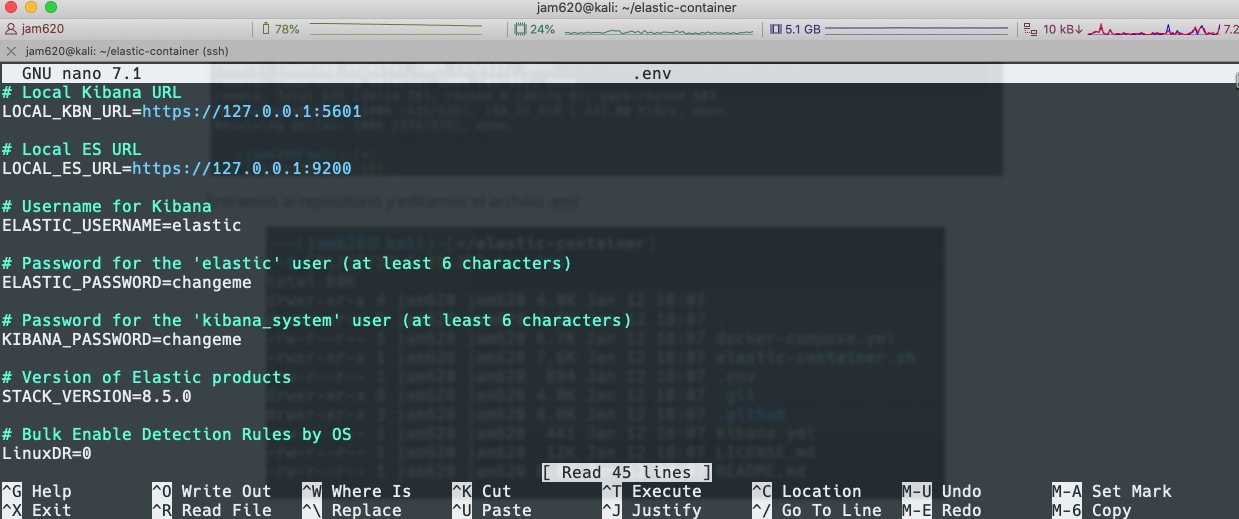 jam620@kali: ~/elastic-container
jam620 78% 24% 5.1 GB 10 kB↓ 7.2
jam620@kali: ~/elastic-container (ssh)
GNU nano 7.1 .env
# Local Kibana URL
LOCAL_KBN_URL=https://127.0.0.1:5601
# Local ES URL
LOCAL_ES_URL=https://127.0.0.1:9200
# Username for Kibana
ELASTIC_USERNAME=elastic
# Password for the 'elastic' user (at least 6 characters)
ELASTIC_PASSWORD=changeme
# Password for the 'kibana_system' user (at least 6 characters)
KIBANA_PASSWORD=changeme
# Version of Elastic products
STACK_VERSION=8.5.0
# Bulk Enable Detection Rules by OS
LinuxDR=0
[ Read 45 lines ]
^G Help ^O Write Out ^W Where Is ^K Cut ^T Execute ^C Location M-U Undo M-A Set Mark
^X Exit ^R Read File ^\ Replace ^U Paste ^J Justify ^/ Go To Line M-E Redo M-6 Copy